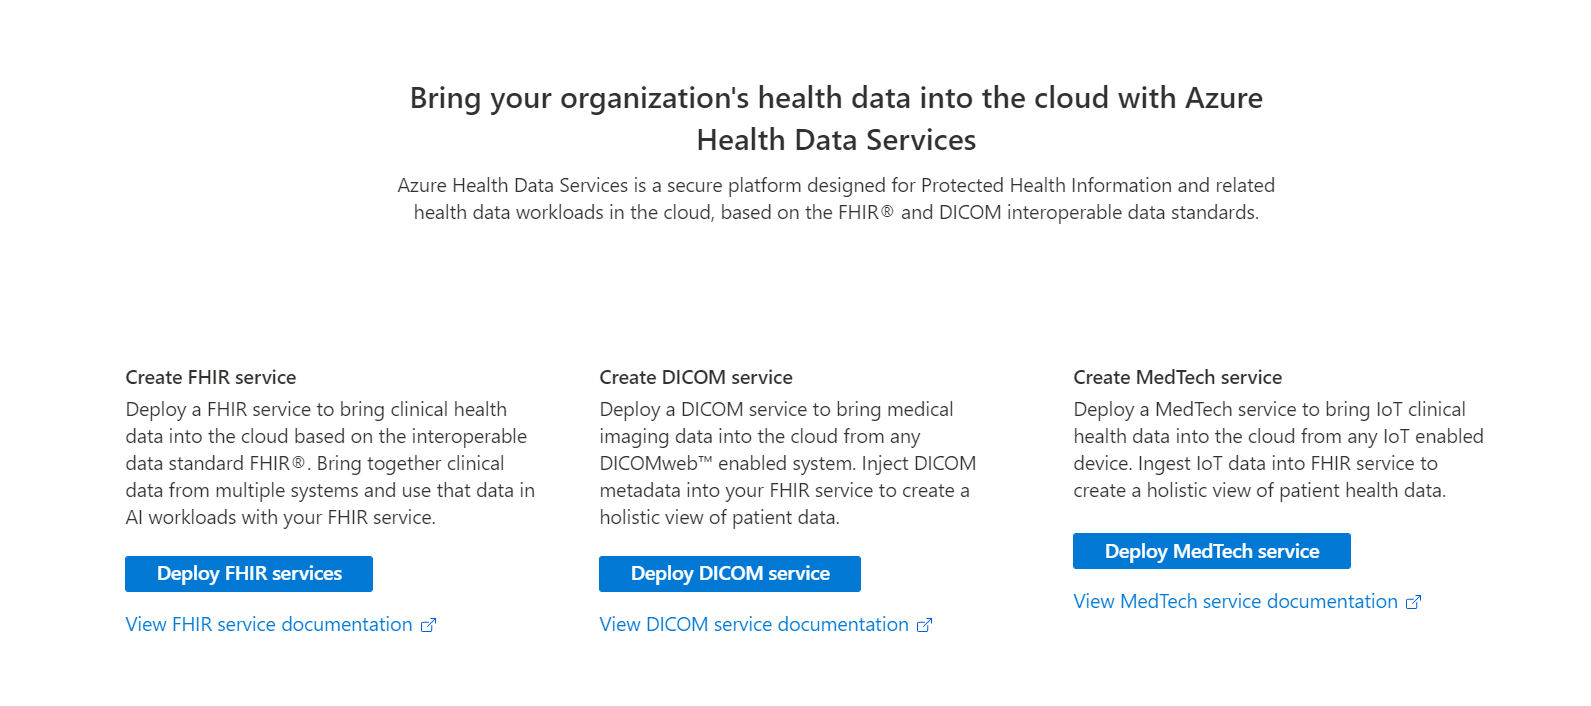 Bring your organization's health data into the cloud with Azure
Health Data Services
Azure Health Data Services is a secure platform designed for Protected Health Information and related
health data workloads in the cloud, based on the FHIR® and DICOM interoperable data standards.
Create FHIR service
Deploy a FHIR service to bring clinical health
data into the cloud based on the interoperable
data standard FHIR®. Bring together clinical
data from multiple systems and use that data in
AI workloads with your FHIR service.
Deploy FHIR services
View FHIR service documentation
Create DICOM service
Deploy a DICOM service to bring medical
imaging data into the cloud from any
DICOMweb™ enabled system. Inject DICOM
metadata into your FHIR service to create a
holistic view of patient data.
Deploy DICOM service
View DICOM service documentation
Create MedTech service
Deploy a MedTech service to bring IoT clinical
health data into the cloud from any IoT enabled
device. Ingest IoT data into FHIR service to
create a holistic view of patient health data.
Deploy MedTech service
View MedTech service documentation